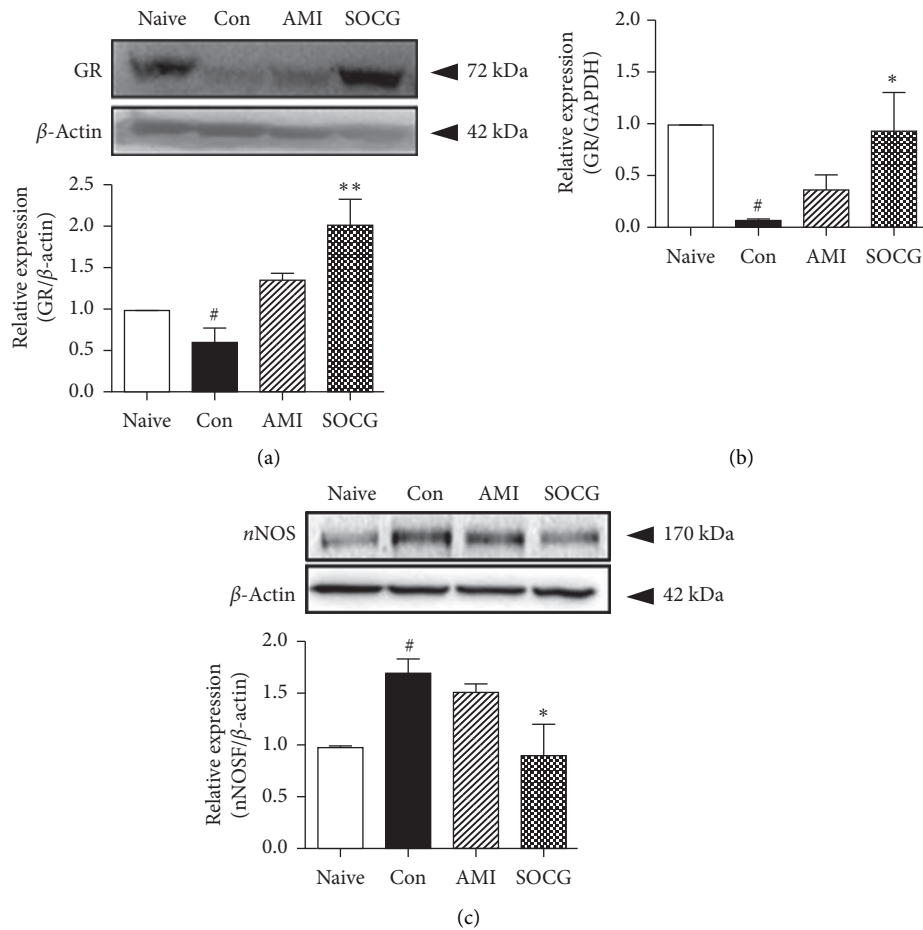 Naive Con AMI SOCG
GR 72 kDa
β-Actin 42 kDa
Relative expression
(GR/β-actin)
2.5
2.0
1.5
1.0
0.5
0.0
#
**
Naive Con AMI SOCG
(a)
Relative expression
(GR/GAPDH)
2.0
1.5
1.0
0.5
0.0
#
*
Naive Con AMI SOCG
(b)
Naive Con AMI SOCG
nNOS 170 kDa
β-Actin 42 kDa
Relative expression
(nNOSF/β-actin)
2.0
1.5
1.0
0.5
0.0
#
*
Naive Con AMI SOCG
(c)